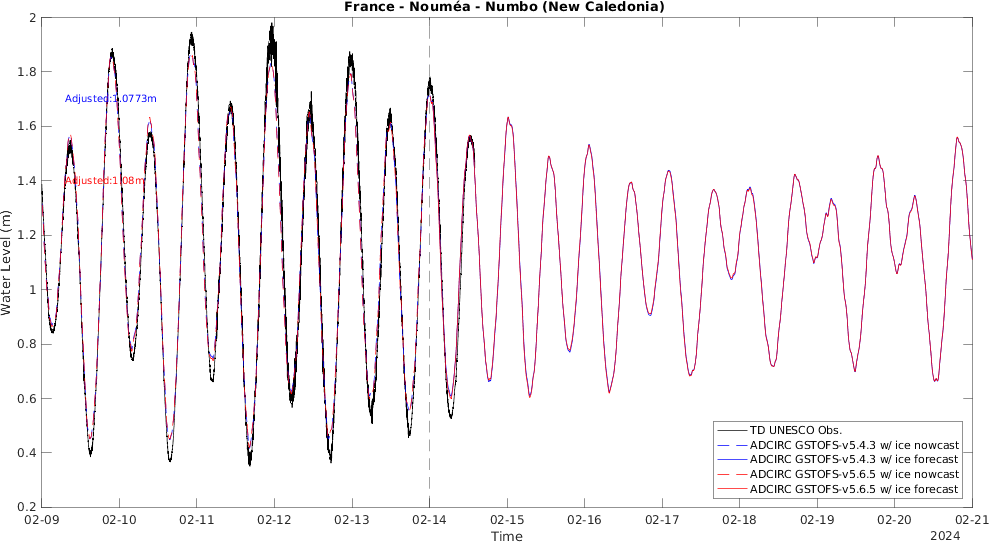 France - Nouméa - Numbo (New Caledonia)
2
1.8
Adjusted:1.0773m
1.6
1.4
Adjusted:1.08m
1.2
Water Level (m)
1
0.8
0.6
0.4
0.2
TD UNESCO Obs.
ADCIRC GSTOFS-v5.4.3 w/ ice nowcast
ADCIRC GSTOFS-v5.4.3 w/ ice forecast
ADCIRC GSTOFS-v5.6.5 w/ ice nowcast
ADCIRC GSTOFS-v5.6.5 w/ ice forecast
02-09 02-10 02-11 02-12 02-13 02-14 02-15 02-16 02-17 02-18 02-19 02-20 02-21
Time
2024